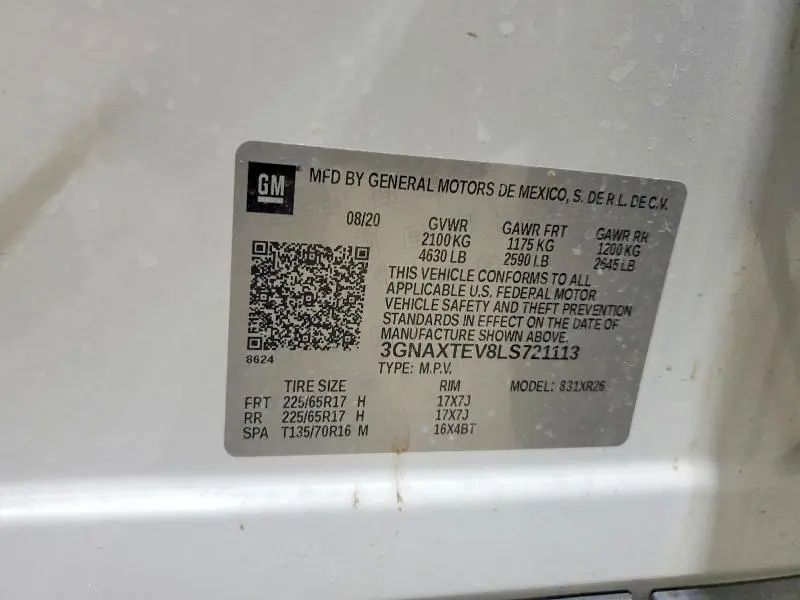 GM MFD BY GENERAL MOTORS DE MEXICO, S. DE R.L. DE C.V.
08/20 GVWR GAWR FRT GAWR RR
2100 KG 1175 KG 1200 KG
4630 LB 2590 LB 2645 LB
THIS VEHICLE CONFORMS TO ALL
APPLICABLE U.S. FEDERAL MOTOR
VEHICLE SAFETY AND THEFT PREVENTION
STANDARDS IN EFFECT ON THE DATE OF
MANUFACTURE SHOWN ABOVE.
8624 3GNAXTEV8LS721113
TYPE: M.P.V.
TIRE SIZE RIM MODEL: 831XR26
FRT 225/65R17 H 17X7J
RR 225/65R17 H 17X7J
SPA T135/70R16 M 16X4BT